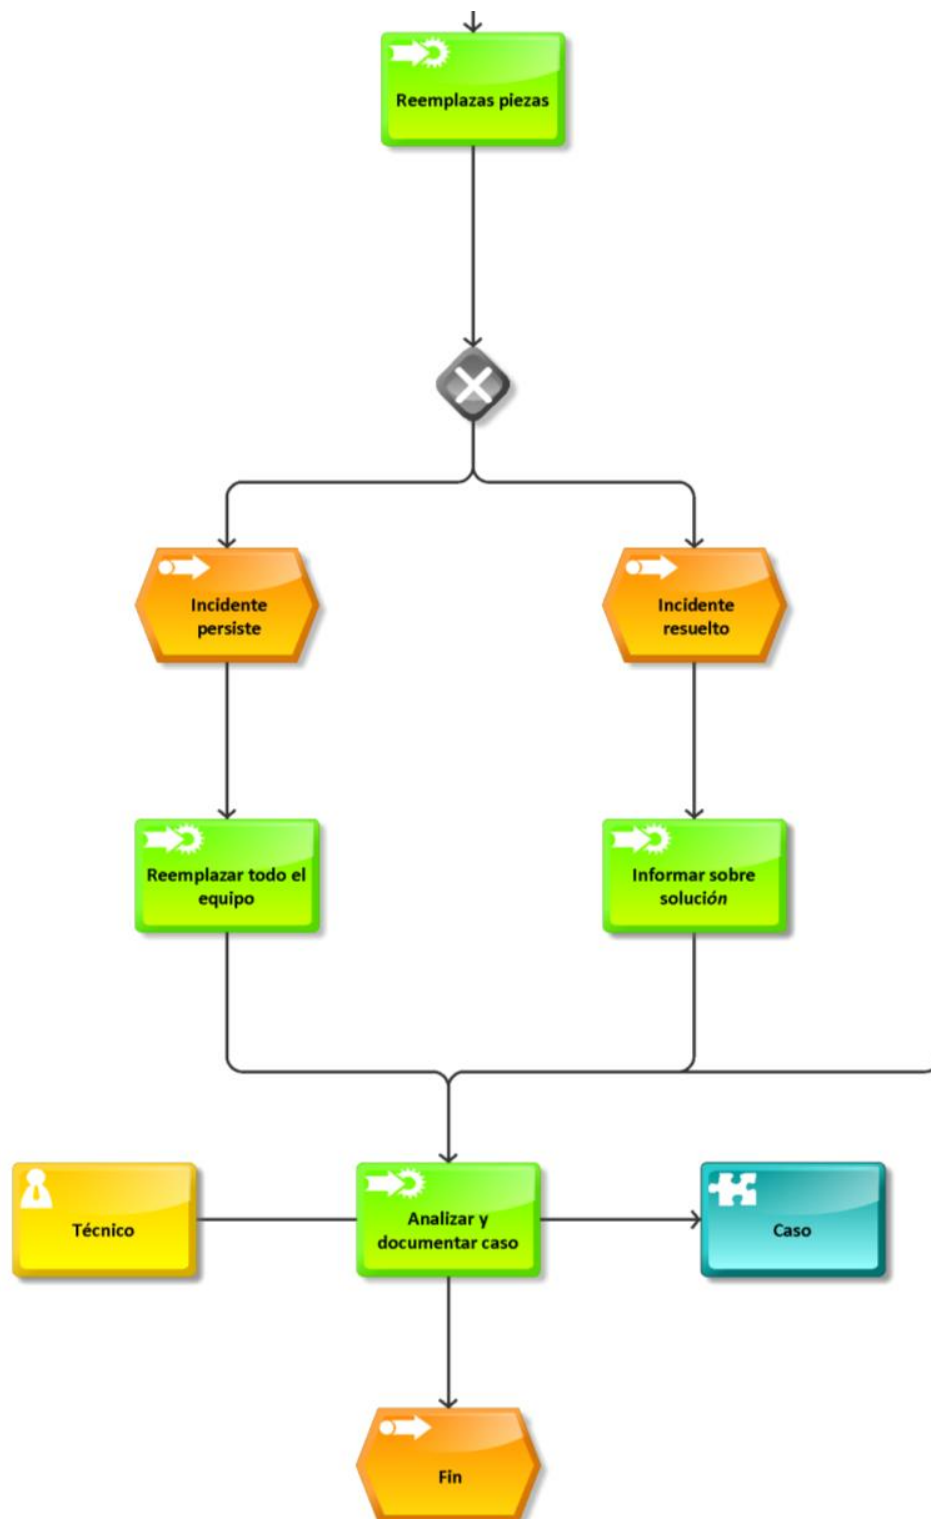 Reemplazas piezas
Incidente
persiste
Incidente
resuelto
Reemplazar todo el
equipo
Informar sobre
solución
Técnico
Analizar y
documentar caso
Caso
Fin